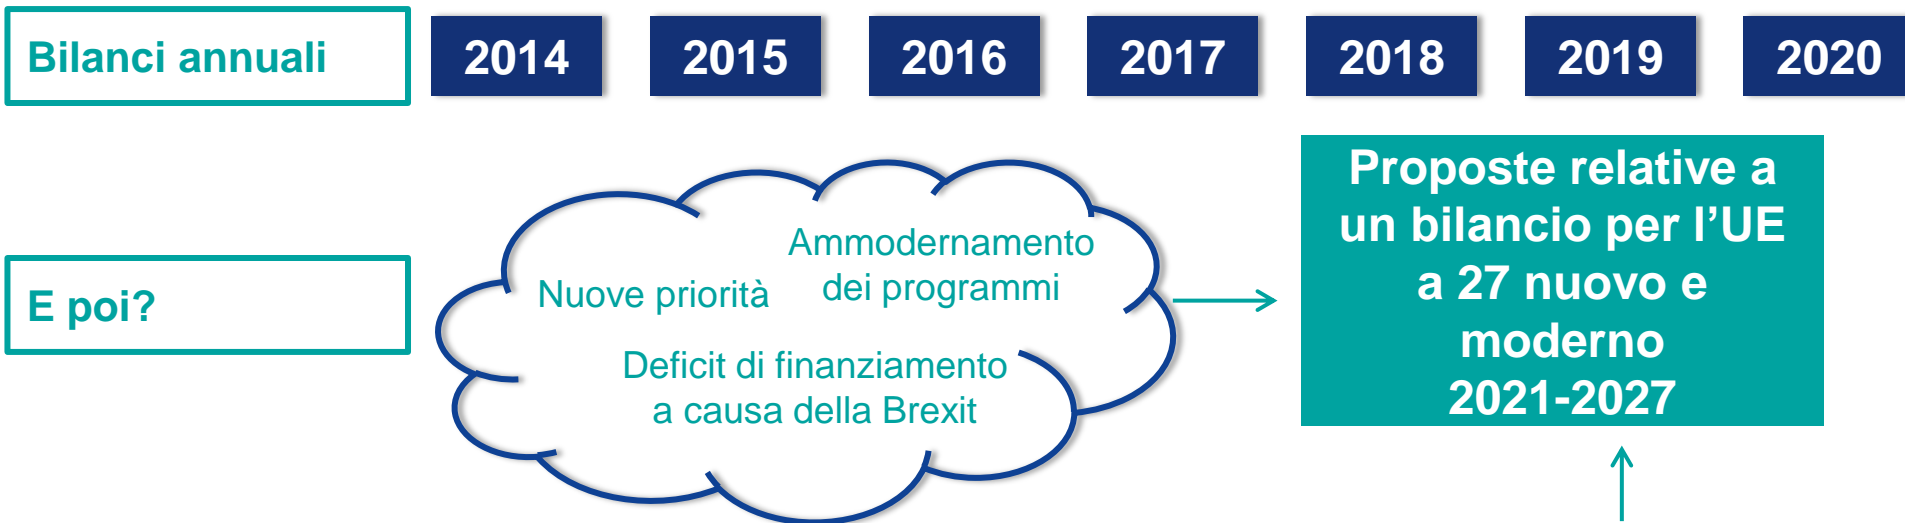 Bilanci annuali
2014 2015 2016 2017 2018 2019 2020
E poi?
Nuove priorità
Ammodernamento
dei programmi
Deficit di finanziamento
a causa della Brexit
Proposte relative a
un bilancio per l’UE
a 27 nuovo e
moderno
2021-2027